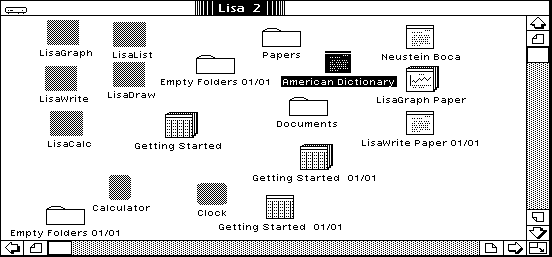 Lisa 2
Papers
LisaGraph
LisaList
Neustein Boca
Empty Folders 01/01
American Dictionary
LisaWrite
LisaDraw
LisaGraph Paper
Documents
LisaCalc
Getting Started
LisaWrite Paper 01/01
Getting Started 01/01
Calculator
Clock
Empty Folders 01/01
Getting Started 01/01